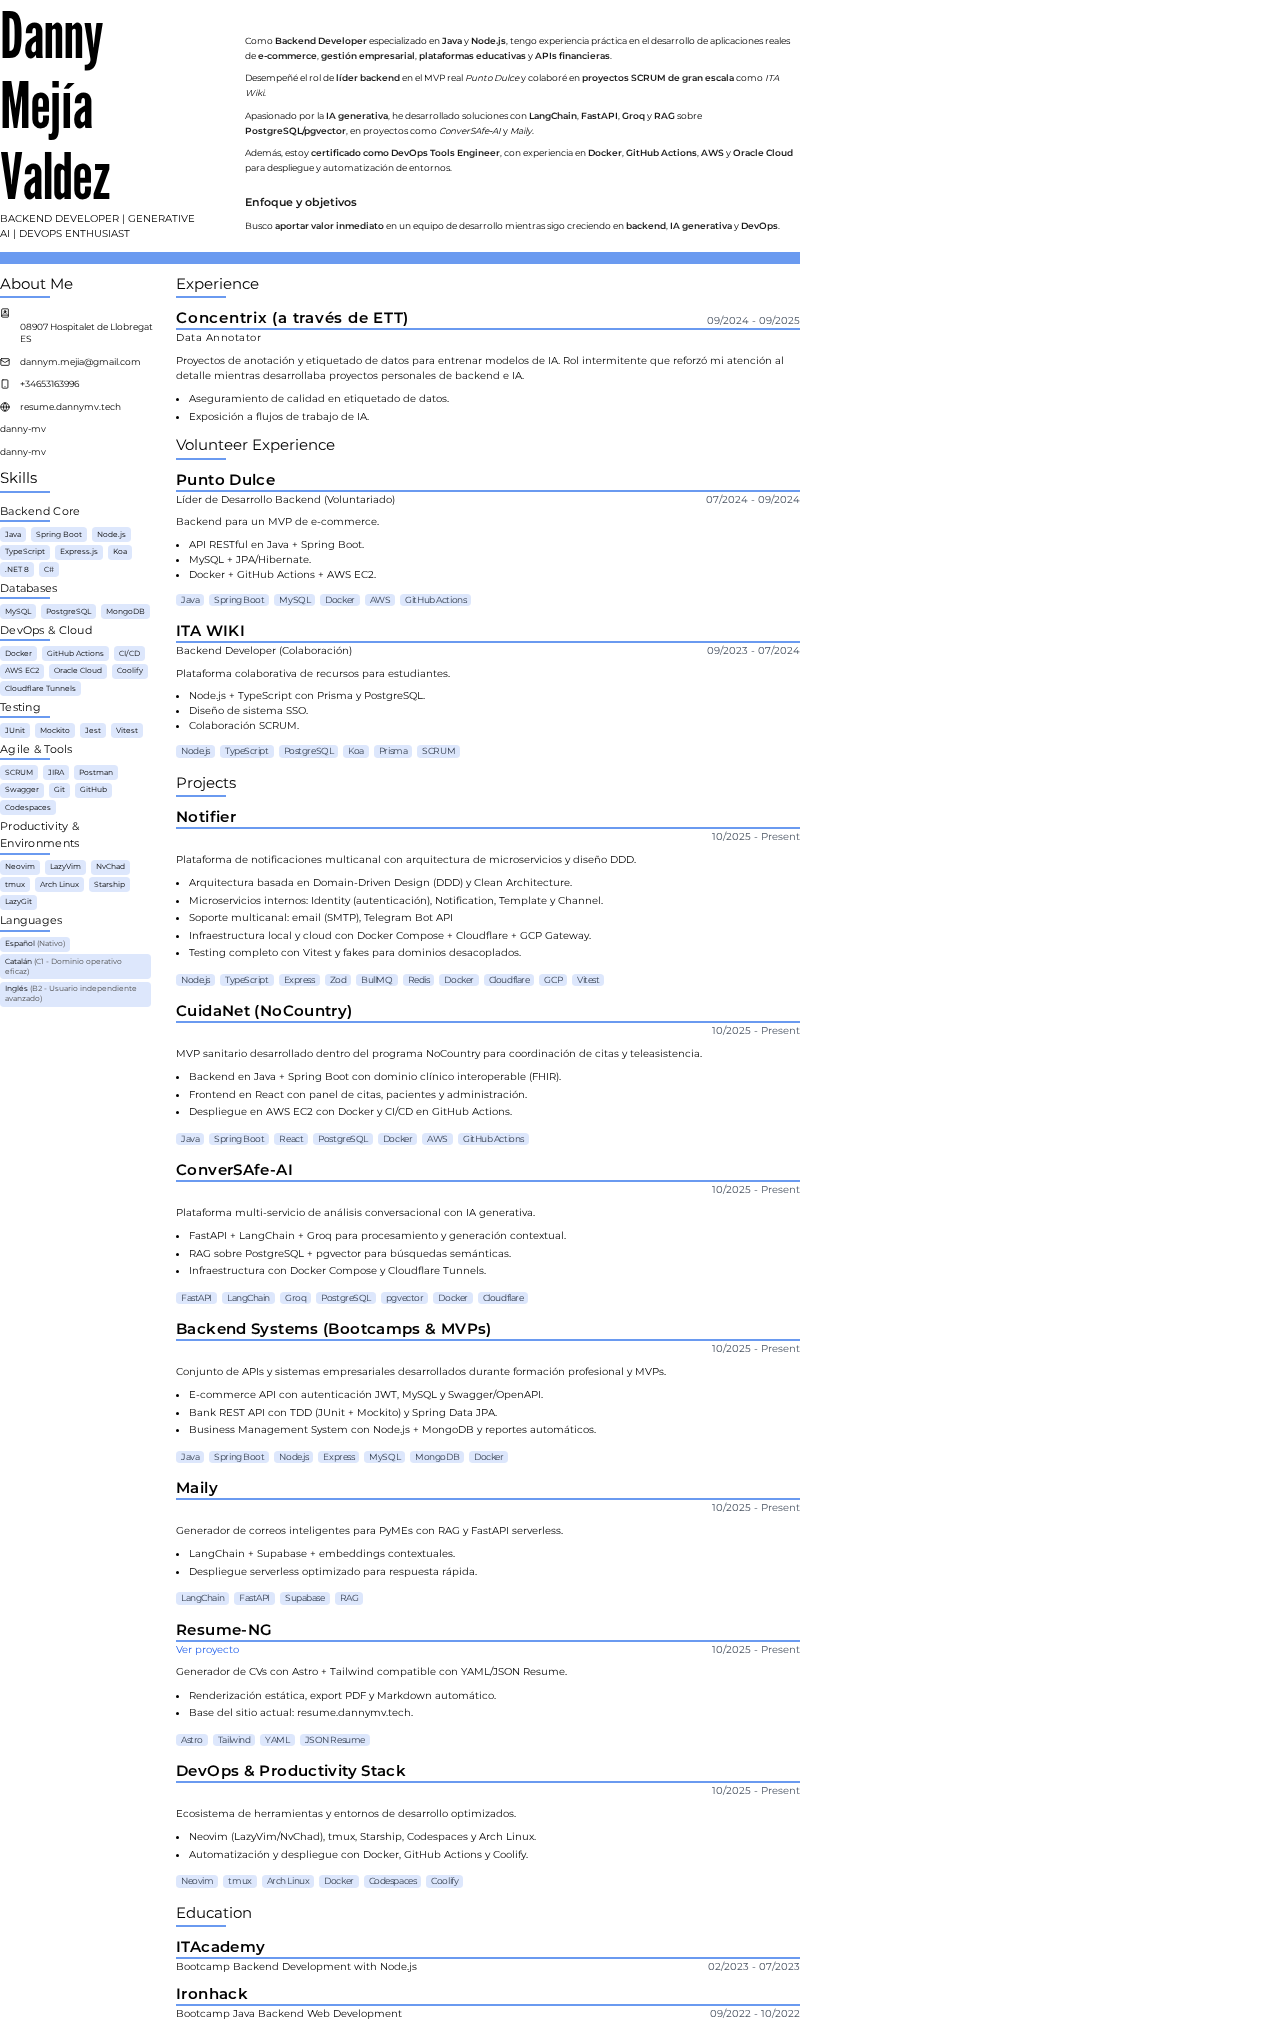 Danny
Mejía
Valdez
BACKEND DEVELOPER | GENERATIVE
AI | DEVOPS ENTHUSIAST
Como Backend Developer especializado en Java y Node.js, tengo experiencia práctica en el desarrollo de aplicaciones reales
de e-commerce, gestión empresarial, plataformas educativas y APIs financieras.
Desempeñé el rol de líder backend en el MVP real Punto Dulce y colaboré en proyectos SCRUM de gran escala como ITA
Wiki.
Apasionado por la IA generativa, he desarrollado soluciones con LangChain, FastAPI, Groq y RAG sobre
PostgreSQL/pgvector, en proyectos como ConverSAfe-AI y Maily.
Además, estoy certificado como DevOps Tools Engineer, con experiencia en Docker, GitHub Actions, AWS y Oracle Cloud
para despliegue y automatización de entornos.
Enfoque y objetivos
Busco aportar valor inmediato en un equipo de desarrollo mientras sigo creciendo en backend, IA generativa y DevOps.
About Me
08907 Hospitalet de Llobregat
ES
dannym.mejia@gmail.com
+34653163996
resume.dannymv.tech
danny-mv
danny-mv
Skills
Backend Core
Java Spring Boot Node.js
TypeScript Express.js Koa
.NET 8 C#
Databases
MySQL PostgreSQL MongoDB
DevOps & Cloud
Docker GitHub Actions CI/CD
AWS EC2 Oracle Cloud Coolify
Cloudflare Tunnels
Testing
JUnit Mockito Jest Vitest
Agile & Tools
SCRUM JIRA Postman
Swagger Git GitHub
Codespaces
Productivity &
Environments
Neovim LazyVim NvChad
tmux Arch Linux Starship
LazyGit
Languages
Español (Nativo)
Catalán (C1 - Dominio operativo
eficaz)
Inglés (B2 - Usuario independiente
avanzado)
Experience
Concentrix (a través de ETT) 09/2024 - 09/2025
Data Annotator
Proyectos de anotación y etiquetado de datos para entrenar modelos de IA. Rol intermitente que reforzó mi atención al
detalle mientras desarrollaba proyectos personales de backend e IA.
• Aseguramiento de calidad en etiquetado de datos.
• Exposición a flujos de trabajo de IA.
Volunteer Experience
Punto Dulce
Líder de Desarrollo Backend (Voluntariado) 07/2024 - 09/2024
Backend para un MVP de e-commerce.
• API RESTful en Java + Spring Boot.
• MySQL + JPA/Hibernate.
• Docker + GitHub Actions + AWS EC2.
Java Spring Boot MySQL Docker AWS GitHub Actions
ITA WIKI
Backend Developer (Colaboración) 09/2023 - 07/2024
Plataforma colaborativa de recursos para estudiantes.
• Node.js + TypeScript con Prisma y PostgreSQL.
• Diseño de sistema SSO.
• Colaboración SCRUM.
Node.js TypeScript PostgreSQL Koa Prisma SCRUM
Projects
Notifier
10/2025 - Present
Plataforma de notificaciones multicanal con arquitectura de microservicios y diseño DDD.
• Arquitectura basada en Domain-Driven Design (DDD) y Clean Architecture.
• Microservicios internos: Identity (autenticación), Notification, Template y Channel.
• Soporte multicanal: email (SMTP), Telegram Bot API
• Infraestructura local y cloud con Docker Compose + Cloudflare + GCP Gateway.
• Testing completo con Vitest y fakes para dominios desacoplados.
Node.js TypeScript Express Zod BullMQ Redis Docker Cloudflare GCP Vitest
CuidaNet (NoCountry)
10/2025 - Present
MVP sanitario desarrollado dentro del programa NoCountry para coordinación de citas y teleasistencia.
• Backend en Java + Spring Boot con dominio clínico interoperable (FHIR).
• Frontend en React con panel de citas, pacientes y administración.
• Despliegue en AWS EC2 con Docker y CI/CD en GitHub Actions.
Java Spring Boot React PostgreSQL Docker AWS GitHub Actions
ConverSAfe-AI
10/2025 - Present
Plataforma multi-servicio de análisis conversacional con IA generativa.
• FastAPI + LangChain + Groq para procesamiento y generación contextual.
• RAG sobre PostgreSQL + pgvector para búsquedas semánticas.
• Infraestructura con Docker Compose y Cloudflare Tunnels.
FastAPI LangChain Groq PostgreSQL pgvector Docker Cloudflare
Backend Systems (Bootcamps & MVPs)
10/2025 - Present
Conjunto de APIs y sistemas empresariales desarrollados durante formación profesional y MVPs.
• E-commerce API con autenticación JWT, MySQL y Swagger/OpenAPI.
• Bank REST API con TDD (JUnit + Mockito) y Spring Data JPA.
• Business Management System con Node.js + MongoDB y reportes automáticos.
Java Spring Boot Node.js Express MySQL MongoDB Docker
Maily
10/2025 - Present
Generador de correos inteligentes para PyMEs con RAG y FastAPI serverless.
• LangChain + Supabase + embeddings contextuales.
• Despliegue serverless optimizado para respuesta rápida.
LangChain FastAPI Supabase RAG
Resume-NG
Ver proyecto 10/2025 - Present
Generador de CVs con Astro + Tailwind compatible con YAML/JSON Resume.
• Renderización estática, export PDF y Markdown automático.
• Base del sitio actual: resume.dannymv.tech.
Astro Tailwind YAML JSON Resume
DevOps & Productivity Stack
10/2025 - Present
Ecosistema de herramientas y entornos de desarrollo optimizados.
• Neovim (LazyVim/NvChad), tmux, Starship, Codespaces y Arch Linux.
• Automatización y despliegue con Docker, GitHub Actions y Coolify.
Neovim tmux Arch Linux Docker Codespaces Coolify
Education
ITAcademy
Bootcamp Backend Development with Node.js 02/2023 - 07/2023
Ironhack
Bootcamp Java Backend Web Development 09/2022 - 10/2022